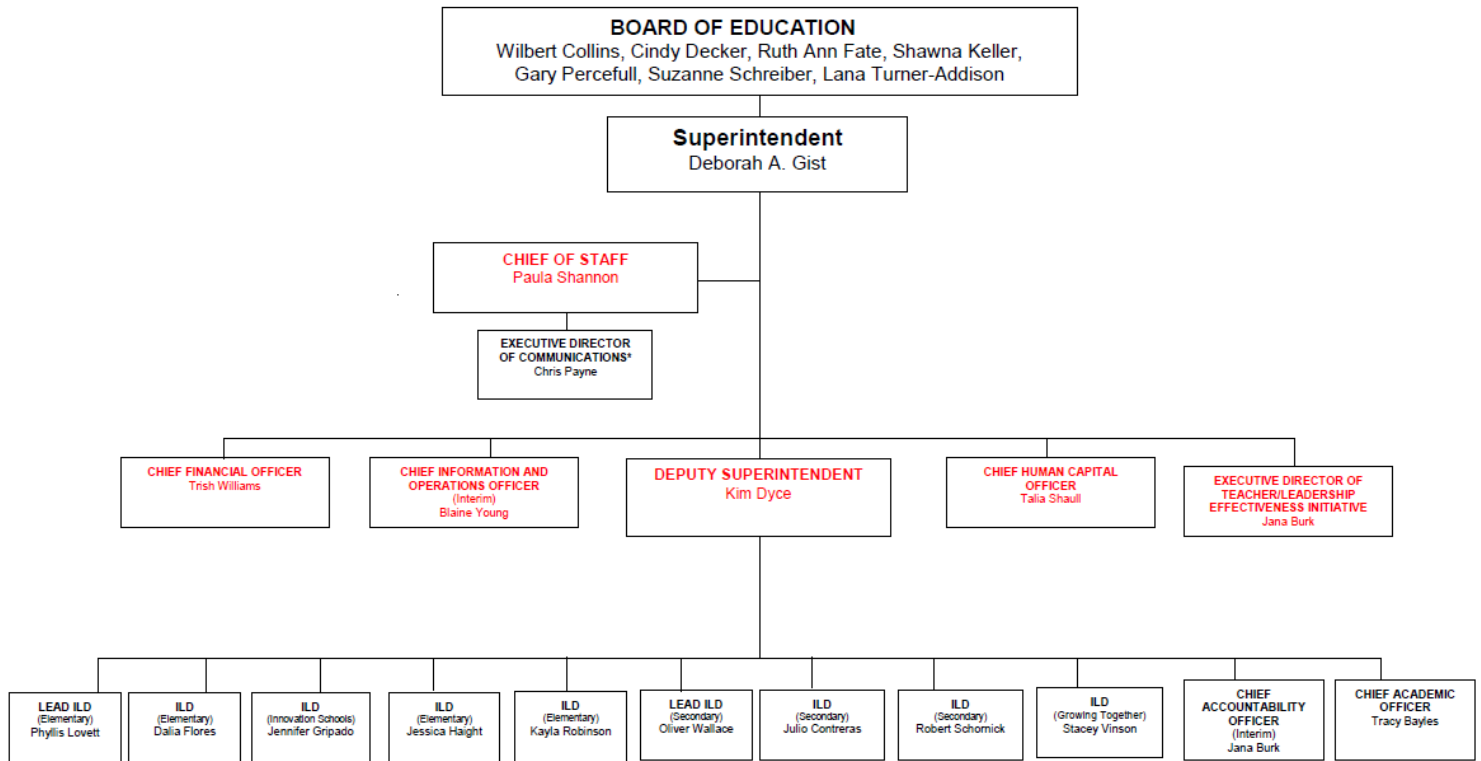 BOARD OF EDUCATION
Wilbert Collins, Cindy Decker, Ruth Ann Fate, Shawna Keller,
Gary Percefull, Suzanne Schreiber, Lana Turner-Addison
Superintendent
Deborah A. Gist
CHIEF OF STAFF
Paula Shannon
EXECUTIVE DIRECTOR
OF COMMUNICATIONS*
Chris Payne
CHIEF FINANCIAL OFFICER
Trish Williams
CHIEF INFORMATION AND
OPERATIONS OFFICER
(Interim)
Blaine Young
DEPUTY SUPERINTENDENT
Kim Dyce
CHIEF HUMAN CAPITAL
OFFICER
Talia Shaull
EXECUTIVE DIRECTOR OF
TEACHER/LEADERSHIP
EFFECTIVENESS INITIATIVE
Jana Burk
LEAD ILD
(Elementary)
Phyllis Lovett
ILD
(Elementary)
Dalia Flores
ILD
(Innovation Schools)
Jennifer Gripado
ILD
(Elementary)
Jessica Haight
ILD
(Elementary)
Kayla Robinson
LEAD ILD
(Secondary)
Oliver Wallace
ILD
(Secondary)
Julio Contreras
ILD
(Secondary)
Robert Schornick
ILD
(Growing Together)
Stacey Vinson
CHIEF
ACCOUNTABILITY
OFFICER
(Interim)
Jana Burk
CHIEF ACADEMIC
OFFICER
Tracy Bayles